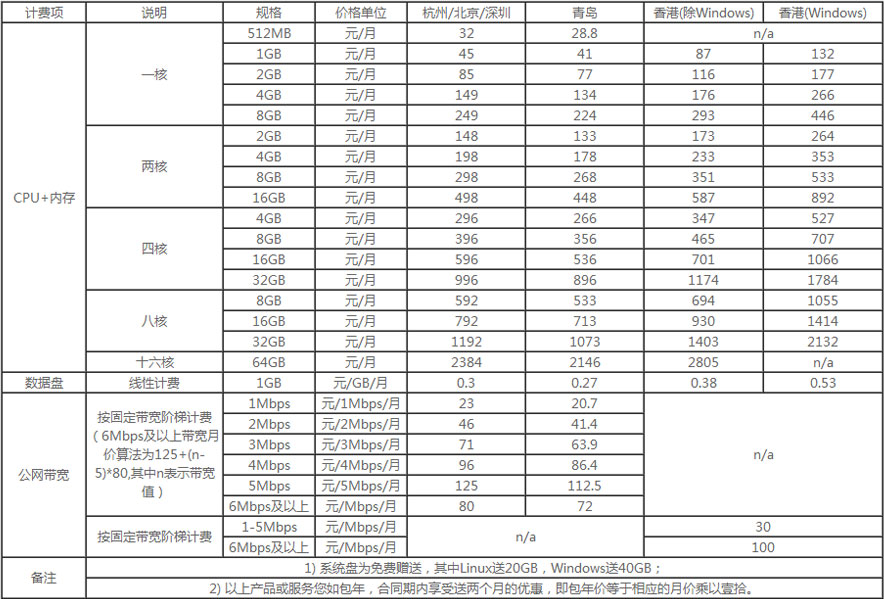 计费项 说明 规格 价格单位 杭州/北京/深圳 青岛 香港(除Windows) 香港(Windows)
CPU+内存 一核 512MB 元/月 32 28.8 n/a
1GB 元/月 45 41 87 132
2GB 元/月 85 77 116 177
4GB 元/月 149 134 176 266
8GB 元/月 249 224 293 446
两核 2GB 元/月 148 133 173 264
4GB 元/月 198 178 233 353
8GB 元/月 298 268 351 533
16GB 元/月 498 448 587 892
四核 4GB 元/月 296 266 347 527
8GB 元/月 396 356 465 707
16GB 元/月 596 536 701 1066
32GB 元/月 996 896 1174 1784
八核 8GB 元/月 592 533 694 1055
16GB 元/月 792 713 930 1414
32GB 元/月 1192 1073 1403 2132
十六核 64GB 元/月 2384 2146 2805 n/a
数据盘 线性计费 1GB 元/GB/月 0.3 0.27 0.38 0.53
公网带宽
按固定带宽阶梯计费
（6Mbps及以上带宽月
价算法为125+(n-
5)*80,其中n表示带宽
值）
1Mbps 元/1Mbps/月 23 20.7 n/a
2Mbps 元/2Mbps/月 46 41.4
3Mbps 元/3Mbps/月 71 63.9
4Mbps 元/4Mbps/月 96 86.4
5Mbps 元/5Mbps/月 125 112.5
6Mbps及以上 元/Mbps/月 80 72
按固定带宽阶梯计费 1-5Mbps 元/Mbps/月 n/a 30
6Mbps及以上 元/Mbps/月 100
备注 1) 系统盘为免费赠送，其中Linux送20GB，Windows送40GB；
2) 以上产品或服务您如包年，合同期内享受送两个月的优惠，即包年价等于相应的月价乘以壹拾。